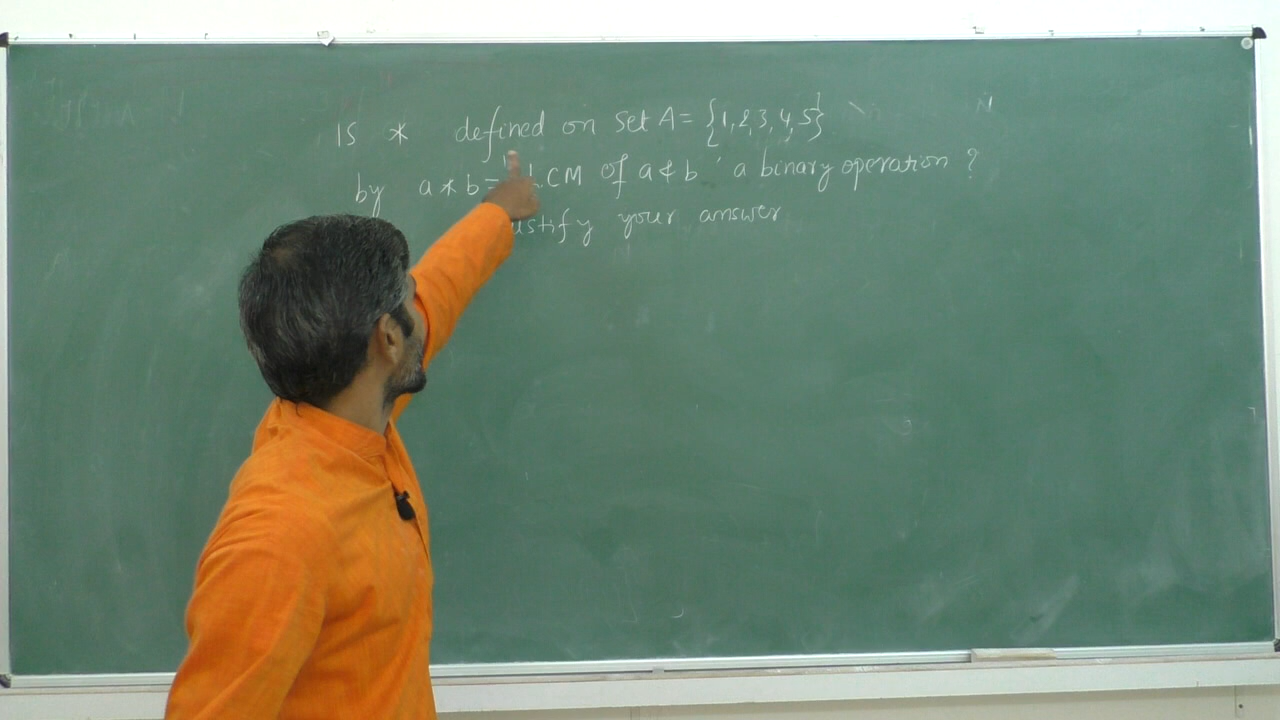 Is * defined on set A = {1, 2, 3, 4, 5}
by a * b = LCM of a & b a binary operation ?
ustify your answer